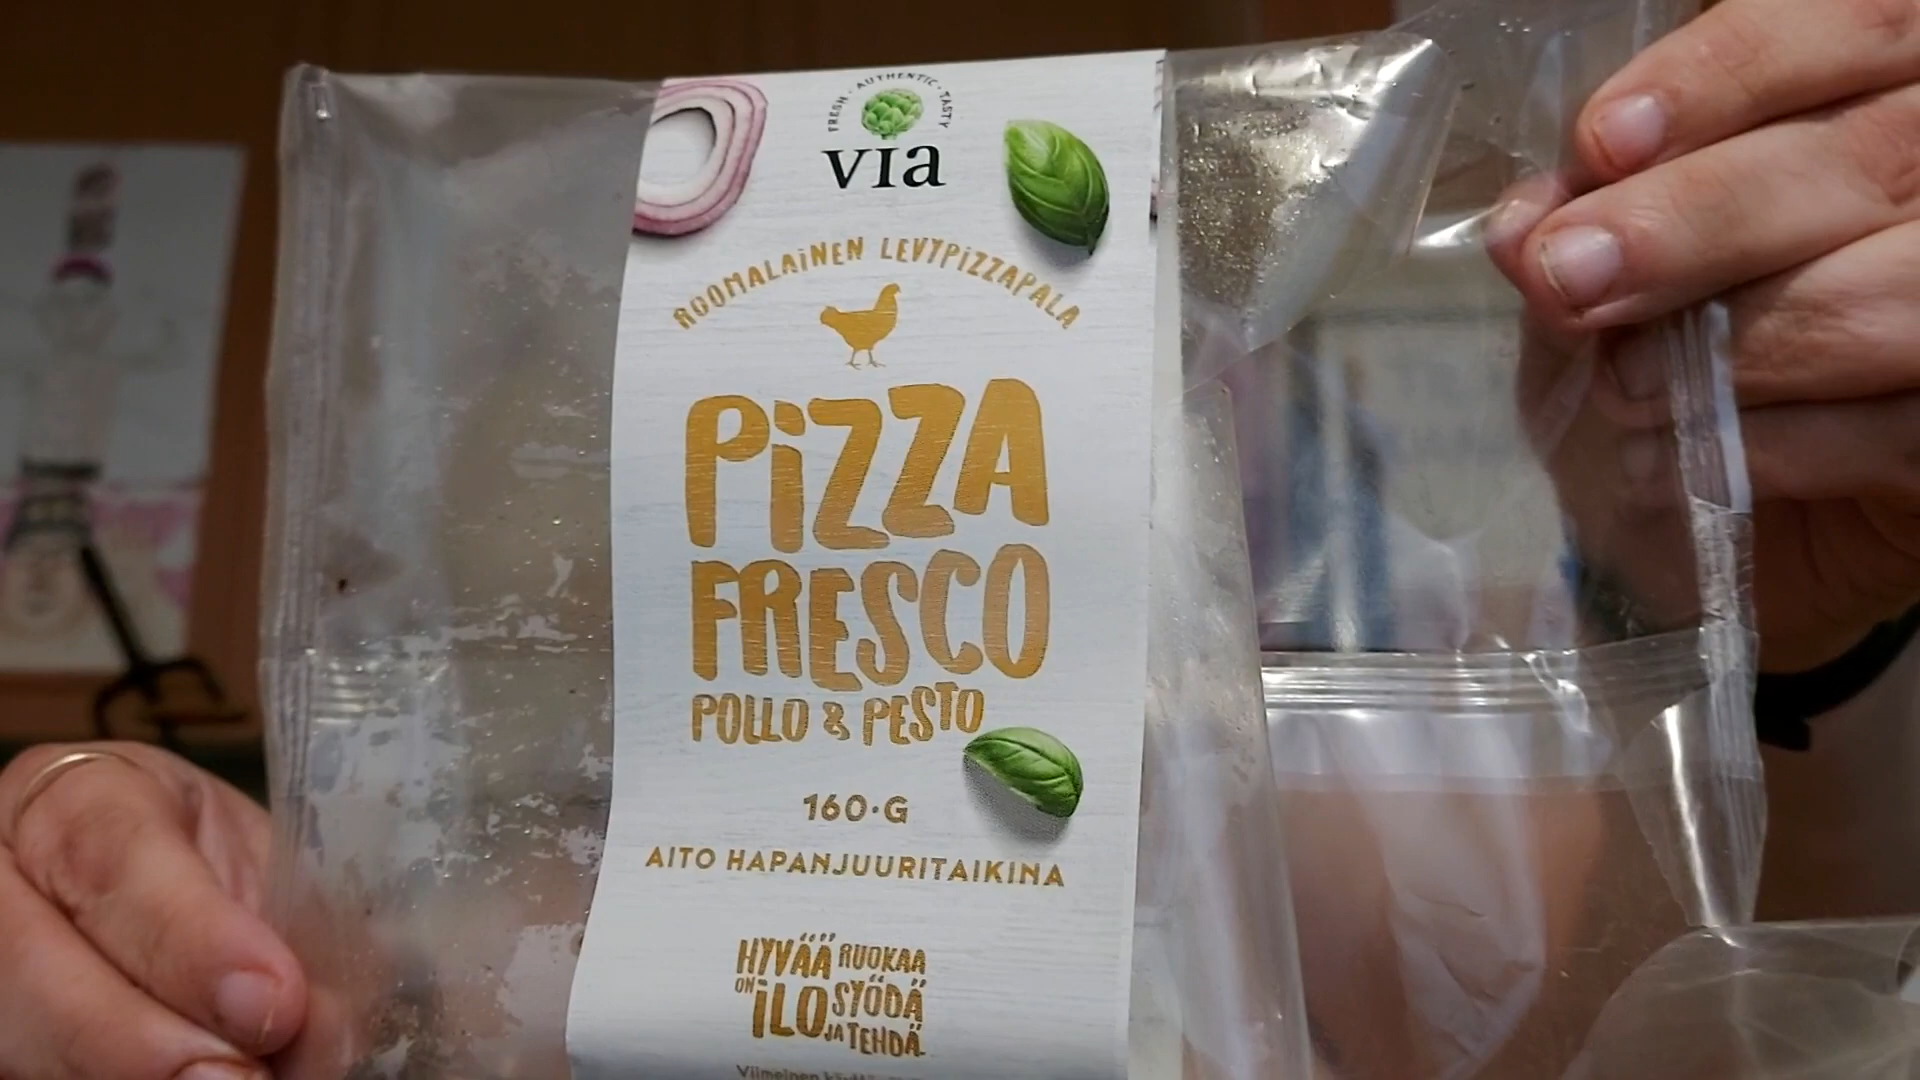 FRESH · AUTHENTIC · TASTY
via
ROOMALAINEN LEVYPIZZAPALA
PIZZA
FRESCO
POLLO & PESTO
160·G
AITO HAPANJUURITAIKINA
HYVÄÄ RUOKAA
ON ILO SYÖDÄ
JA TEHDÄ.
Viimeinen